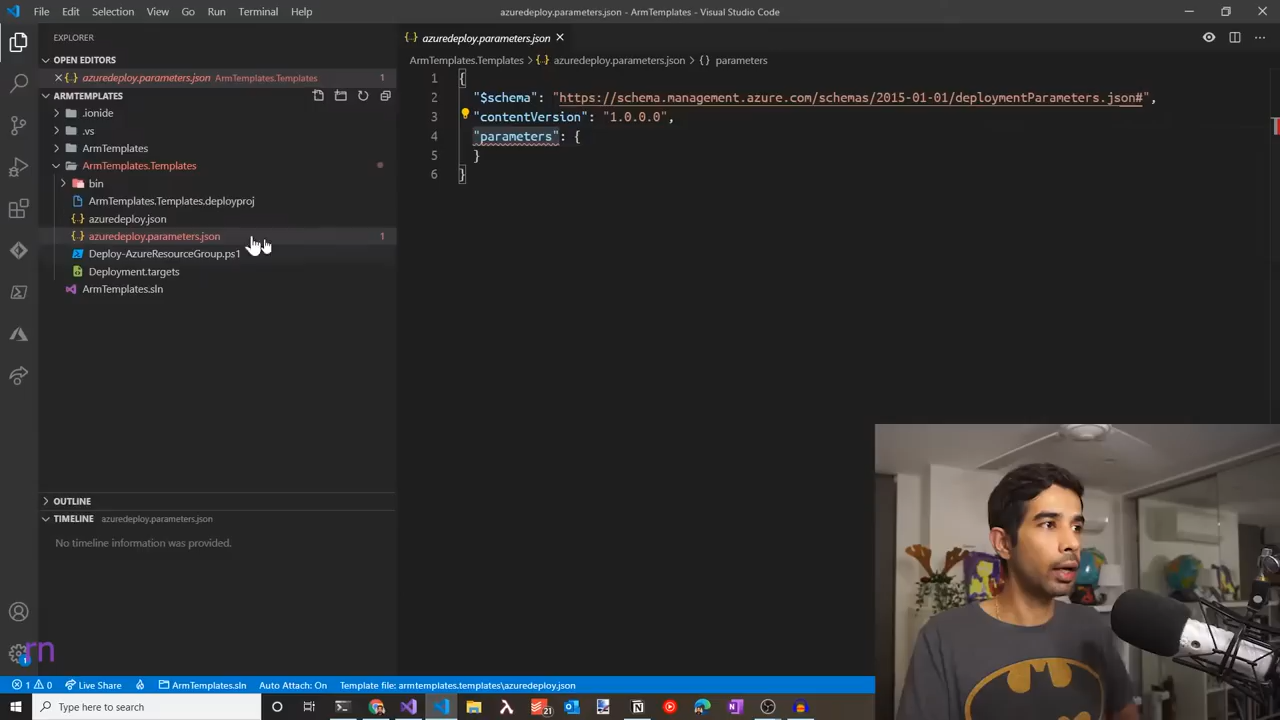 File Edit Selection View Go Run Terminal Help
azuredeploy.parameters.json - ArmTemplates - Visual Studio Code
EXPLORER
OPEN EDITORS
azuredeploy.parameters.json ArmTemplates.Templates 1
ARMTEMPLATES
.ionide
.vs
ArmTemplates
ArmTemplates.Templates
bin
ArmTemplates.Templates.deployproj
azuredeploy.json
azuredeploy.parameters.json 1
Deploy-AzureResourceGroup.ps1
Deployment.targets
ArmTemplates.sln
OUTLINE
TIMELINE azuredeploy.parameters.json
No timeline information was provided.
azuredeploy.parameters.json
ArmTemplates.Templates > azuredeploy.parameters.json > parameters
1 {
2 "$schema": "https://schema.management.azure.com/schemas/2015-01-01/deploymentParameters.json#",
3 "contentVersion": "1.0.0.0",
4 "parameters": {
5 }
6 }
rn
1
1 0 Live Share ArmTemplates.sln Auto Attach: On Template file: armtemplates.templates\azuredeploy.json
Type here to search
21